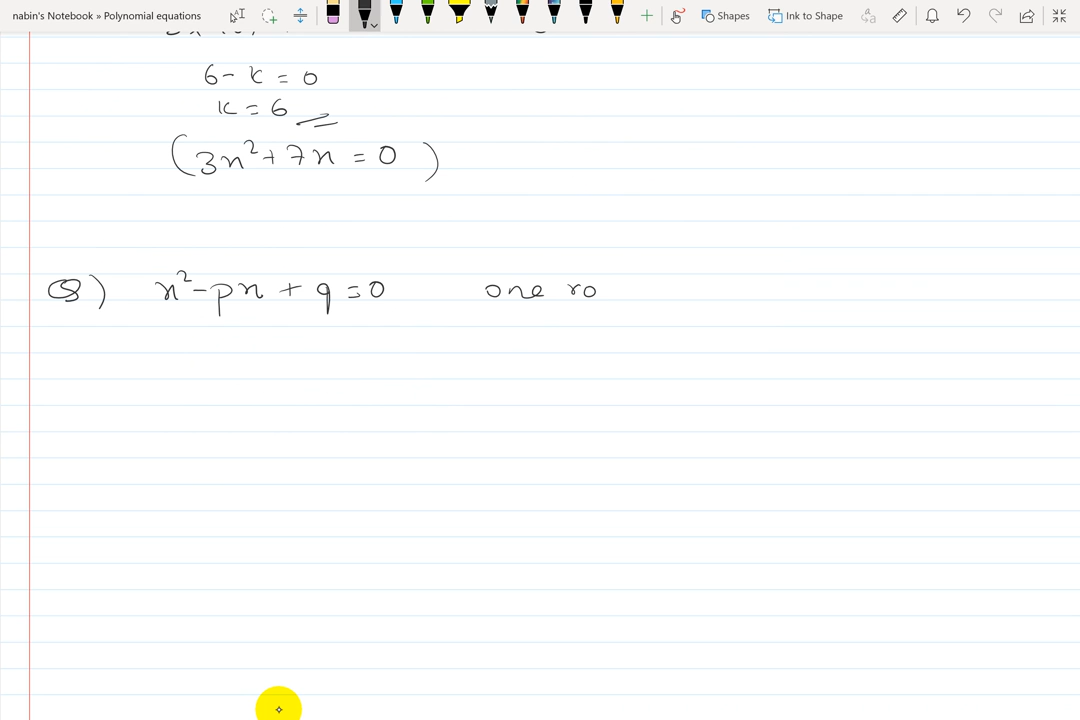 nabin's Notebook » Polynomial equations Shapes Ink to Shape
6 - k = 0
k = 6
(3x² + 7x = 0)
Q) x² - px + q = 0 one ro